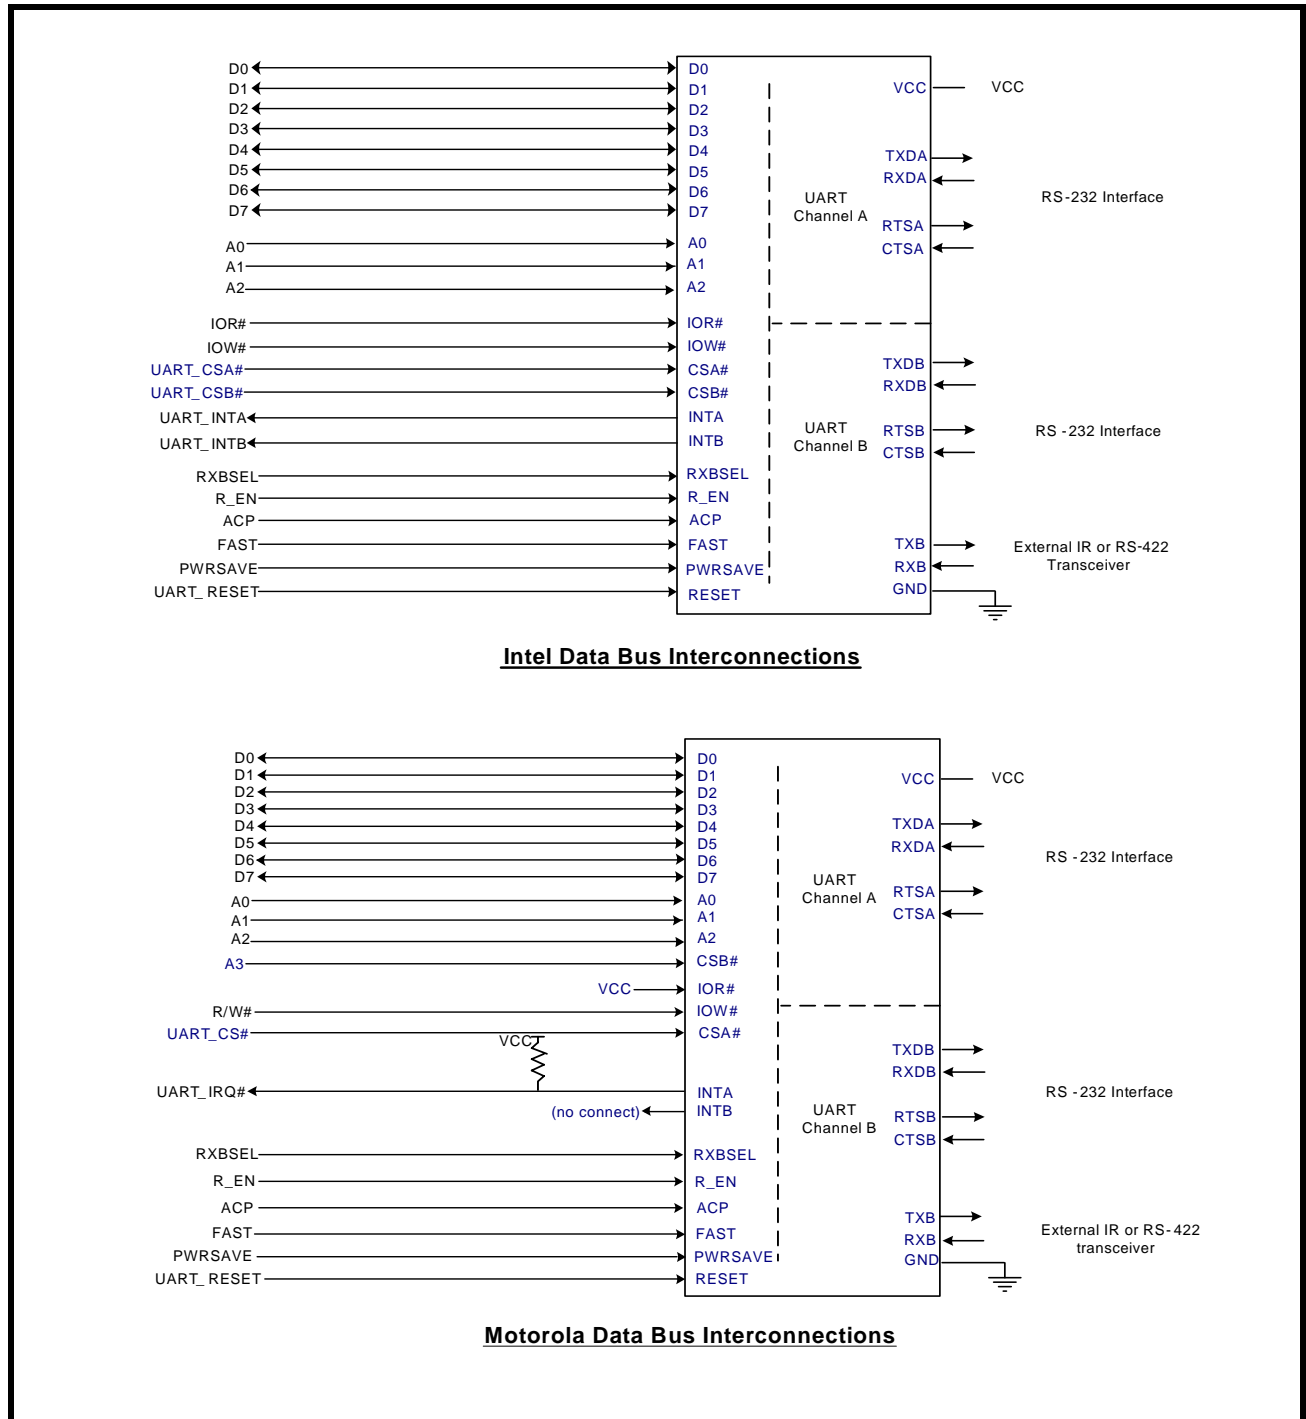 D0 D0
D1 D1 VCC VCC
D2 D2
D3 D3
D4 D4 TXDA
D5 D5 RXDA
D6 D6 UART RS-232 Interface
D7 D7 Channel A
RTSA
A0 A0 CTSA
A1 A1
A2 A2
IOR# IOR#
IOW# IOW#
UART_CSA# CSA# TXDB
UART_CSB# CSB# RXDB
UART_INTA INTA
UART_INTB INTB UART RTSB RS -232 Interface
Channel B CTSB
RXBSEL RXBSEL
R_EN R_EN
ACP ACP
FAST FAST TXB External IR or RS-422
PWRSAVE PWRSAVE RXB Transceiver
UART_RESET RESET GND
Intel Data Bus Interconnections
D0 D0
D1 D1 VCC VCC
D2 D2
D3 D3
D4 D4 TXDA
D5 D5 RXDA
D6 D6 RS -232 Interface
D7 D7 UART
A0 A0 Channel A RTSA
A1 A1 CTSA
A2 A2
A3 CSB#
VCC IOR#
R/W# IOW#
UART_CS# CSA#
VCC TXDB
RXDB
UART_IRQ# INTA RS -232 Interface
(no connect) INTB UART RTSB
Channel B CTSB
RXBSEL RXBSEL
R_EN R_EN
ACP ACP
TXB
FAST FAST External IR or RS-422
PWRSAVE PWRSAVE RXB transceiver
UART_RESET RESET GND
Motorola Data Bus Interconnections